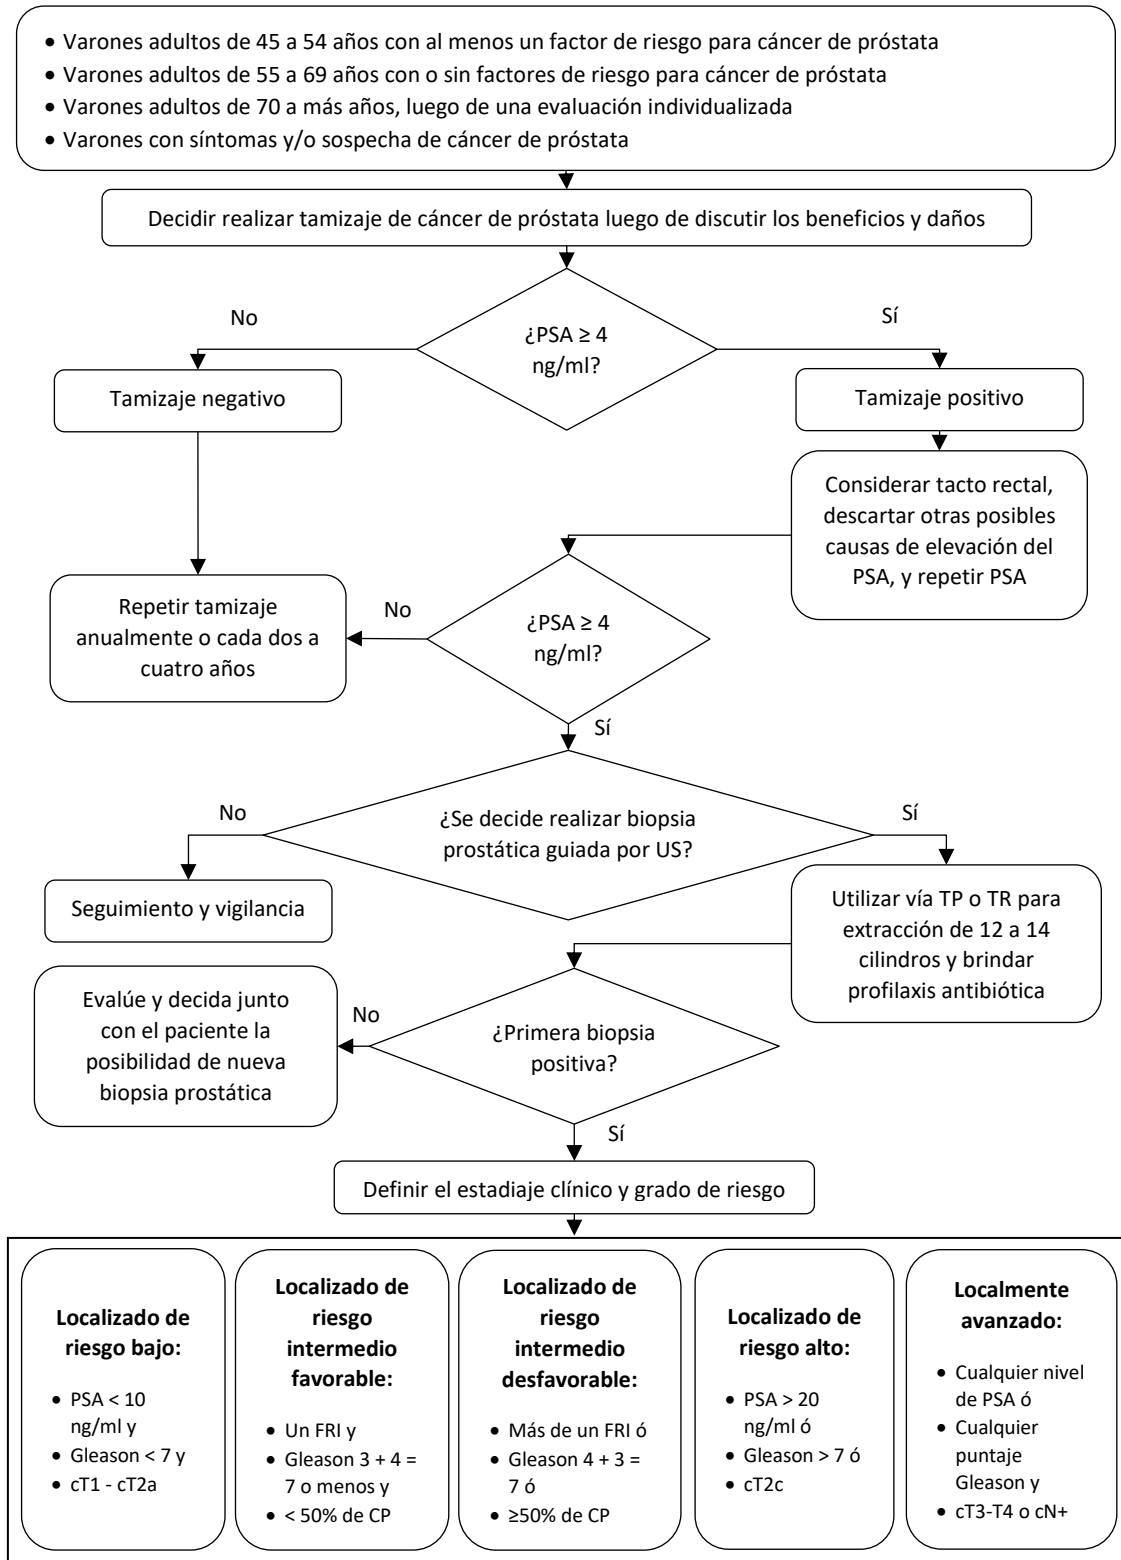 • Varones adultos de 45 a 54 años con al menos un factor de riesgo para cáncer de próstata
• Varones adultos de 55 a 69 años con o sin factores de riesgo para cáncer de próstata
• Varones adultos de 70 a más años, luego de una evaluación individualizada
• Varones con síntomas y/o sospecha de cáncer de próstata
Decidir realizar tamizaje de cáncer de próstata luego de discutir los beneficios y daños
¿PSA ≥ 4
ng/ml?
No
Sí
Tamizaje negativo
Tamizaje positivo
Considerar tacto rectal,
descartar otras posibles
causas de elevación del
PSA, y repetir PSA
¿PSA ≥ 4
ng/ml?
No
Repetir tamizaje
anualmente o cada dos a
cuatro años
Sí
¿Se decide realizar biopsia
prostática guiada por US?
No
Sí
Seguimiento y vigilancia
Utilizar vía TP o TR para
extracción de 12 a 14
cilindros y brindar
profilaxis antibiótica
¿Primera biopsia
positiva?
No
Evalúe y decida junto
con el paciente la
posibilidad de nueva
biopsia prostática
Sí
Definir el estadiaje clínico y grado de riesgo
Localizado de
riesgo bajo:
• PSA < 10
ng/ml y
• Gleason < 7 y
• cT1 - cT2a
Localizado de
riesgo
intermedio
favorable:
• Un FRI y
• Gleason 3 + 4 =
7 o menos y
• < 50% de CP
Localizado de
riesgo
intermedio
desfavorable:
• Más de un FRI ó
• Gleason 4 + 3 =
7 ó
• ≥50% de CP
Localizado de
riesgo alto:
• PSA > 20
ng/ml ó
• Gleason > 7 ó
• cT2c
Localmente
avanzado:
• Cualquier nivel
de PSA ó
• Cualquier
puntaje
Gleason y
• cT3-T4 o cN+